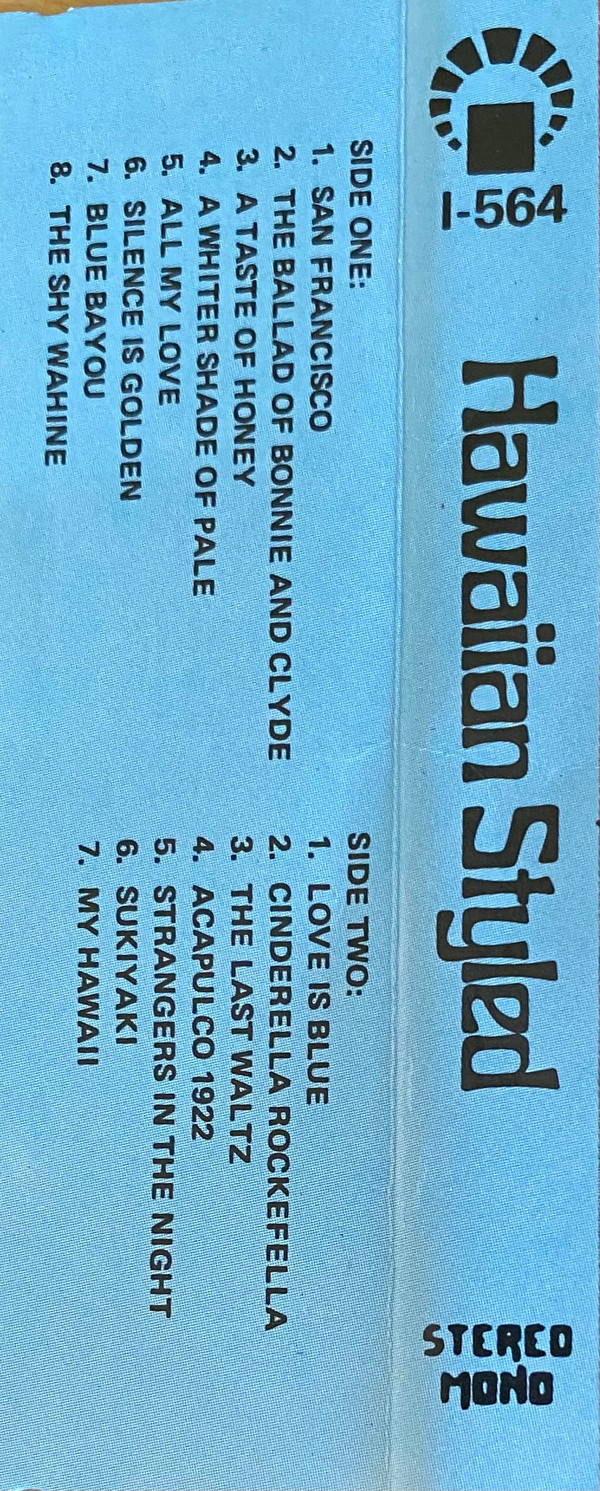 I-564
Hawaiian Styled
STEREO
MONO
SIDE ONE:
1. SAN FRANCISCO
2. THE BALLAD OF BONNIE AND CLYDE
3. A TASTE OF HONEY
4. A WHITER SHADE OF PALE
5. ALL MY LOVE
6. SILENCE IS GOLDEN
7. BLUE BAYOU
8. THE SHY WAHINE
SIDE TWO:
1. LOVE IS BLUE
2. CINDERELLA ROCKEFELLA
3. THE LAST WALTZ
4. ACAPULCO 1922
5. STRANGERS IN THE NIGHT
6. SUKIYAKI
7. MY HAWAII